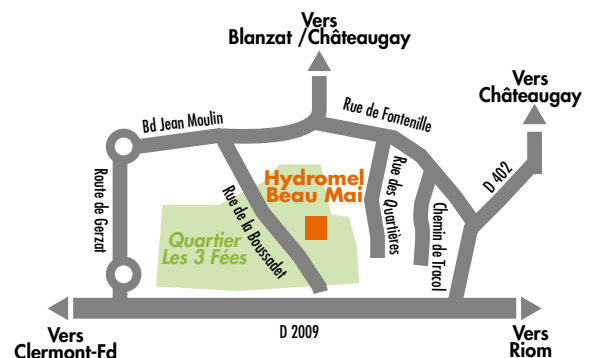 Vers
Blanzat /Châteaugay
Vers
Châteaugay
Bd Jean Moulin
Rue de Fontenille
D 402
Route de Gerzat
Hydromel
Beau Mai
Rue de la Boussadet
Rue des Quartières
Chemin de Tracol
Quartier
Les 3 Fées
D 2009
Vers
Clermont-Fd
Vers
Riom